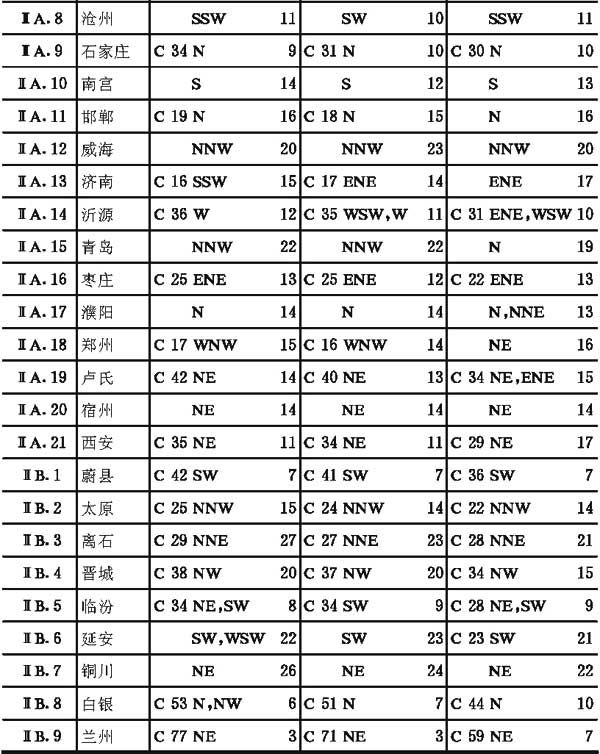 ⅡA.8 沧州 SSW 11 SW 10 SSW 11
ⅡA.9 石家庄 C 34 N 9 C 31 N 10 C 30 N 10
ⅡA.10 南宫 S 14 S 12 S 13
ⅡA.11 邯郸 C 19 N 16 C 18 N 15 N 16
ⅡA.12 威海 NNW 20 NNW 23 NNW 20
ⅡA.13 济南 C 16 SSW 15 C 17 ENE 14 ENE 17
ⅡA.14 沂源 C 36 W 12 C 35 WSW,W 11 C 31 ENE,WSW 10
ⅡA.15 青岛 NNW 22 NNW 22 N 19
ⅡA.16 枣庄 C 25 ENE 13 C 25 ENE 12 C 22 ENE 13
ⅡA.17 濮阳 N 14 N 14 N,NNE 13
ⅡA.18 郑州 C 17 WNW 15 C 16 WNW 14 NE 16
ⅡA.19 卢氏 C 42 NE 14 C 40 NE 13 C 34 NE,ENE 15
ⅡA.20 宿州 NE 14 NE 14 NE 14
ⅡA.21 西安 C 35 NE 11 C 34 NE 11 C 29 NE 17
ⅡB.1 蔚县 C 42 SW 7 C 41 SW 7 C 36 SW 7
ⅡB.2 太原 C 25 NNW 15 C 24 NNW 14 C 22 NNW 14
ⅡB.3 离石 C 29 NNE 27 C 27 NNE 23 C 28 NNE 21
ⅡB.4 晋城 C 38 NW 20 C 37 NW 20 C 34 NW 15
ⅡB.5 临汾 C 34 NE,SW 8 C 34 SW 9 C 28 NE,SW 9
ⅡB.6 延安 SW,WSW 22 SW 23 C 23 SW 21
ⅡB.7 铜川 NE 26 NE 24 NE 22
ⅡB.8 白银 C 53 N,NW 6 C 51 N 7 C 44 N 10
ⅡB.9 兰州 C 77 NE 3 C 71 NE 3 C 59 NE 7